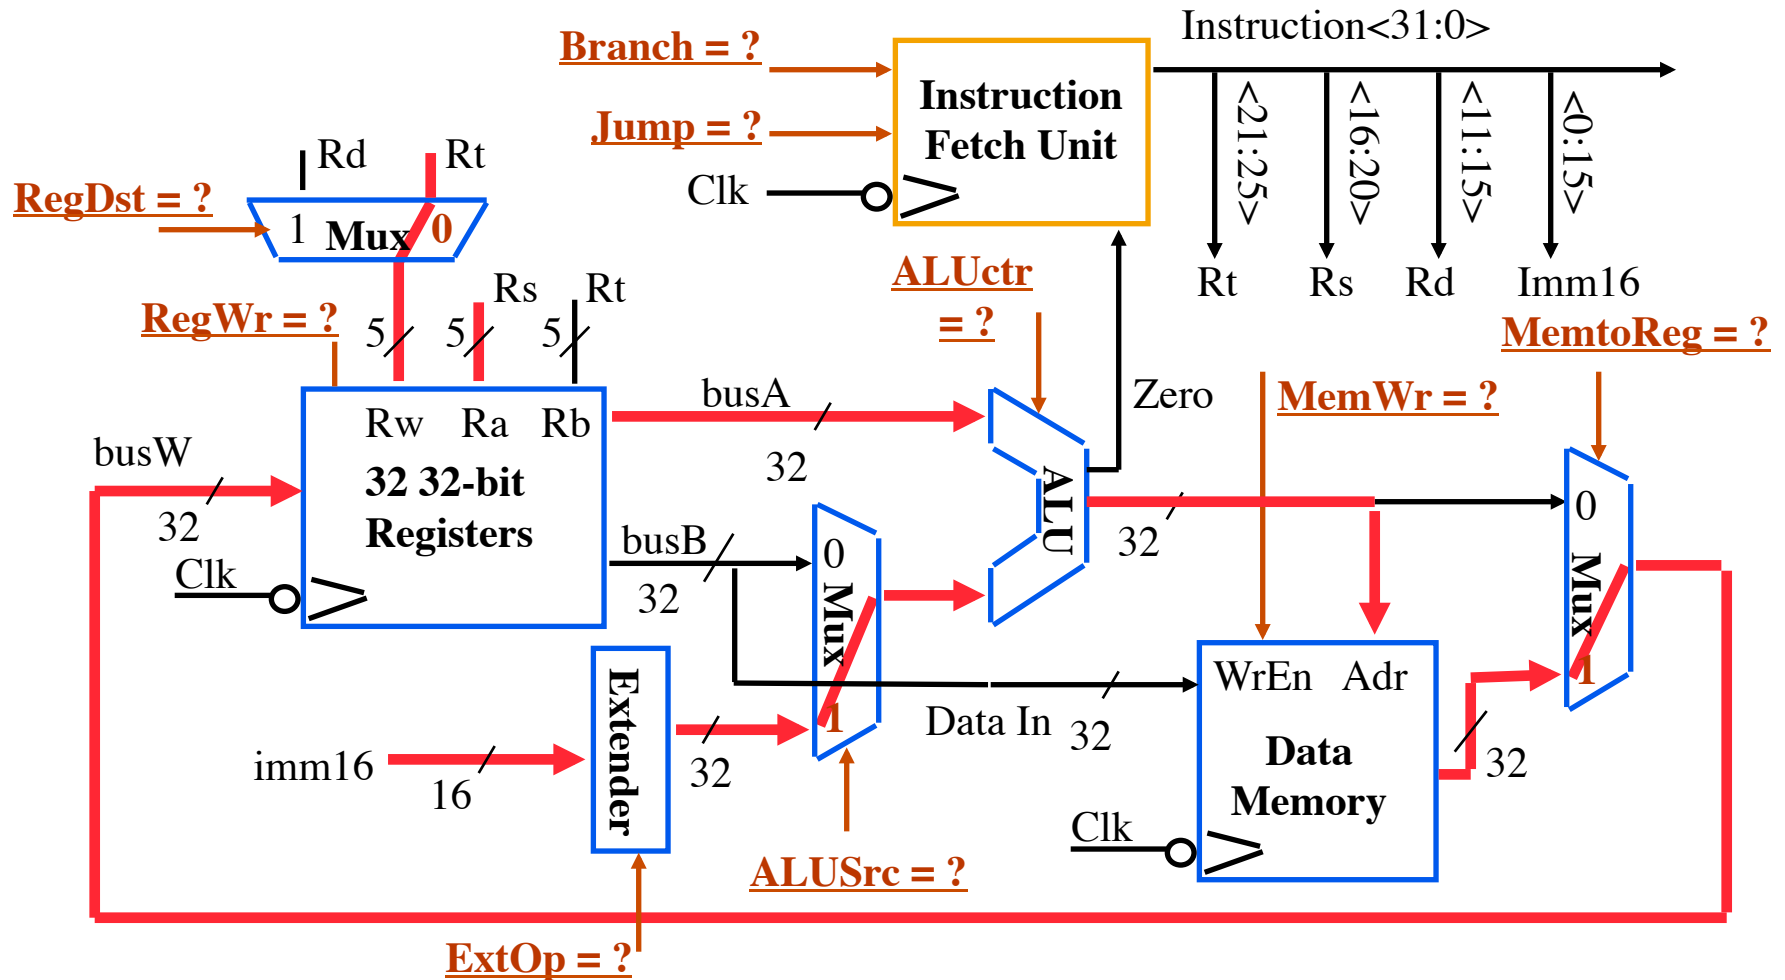 Instruction<31:0>
Branch = ?
Instruction
Fetch Unit
Jump = ?
Clk
<21:25>
<16:20>
<11:15>
<0:15>
Rt
Rs
Rd
Imm16
Rd
Rt
RegDst = ?
1
Mux
0
RegWr = ?
5
5
Rs
5
Rt
ALUctr
= ?
MemtoReg = ?
busA
32
Zero
MemWr = ?
Rw
Ra
Rb
busW
32
32 32-bit
Registers
Clk
busB
32
0
Mux
1
ALU
32
0
Mux
1
WrEn
Adr
Data In
32
Data
Memory
32
Clk
imm16
16
Extender
32
ALUSrc = ?
ExtOp = ?